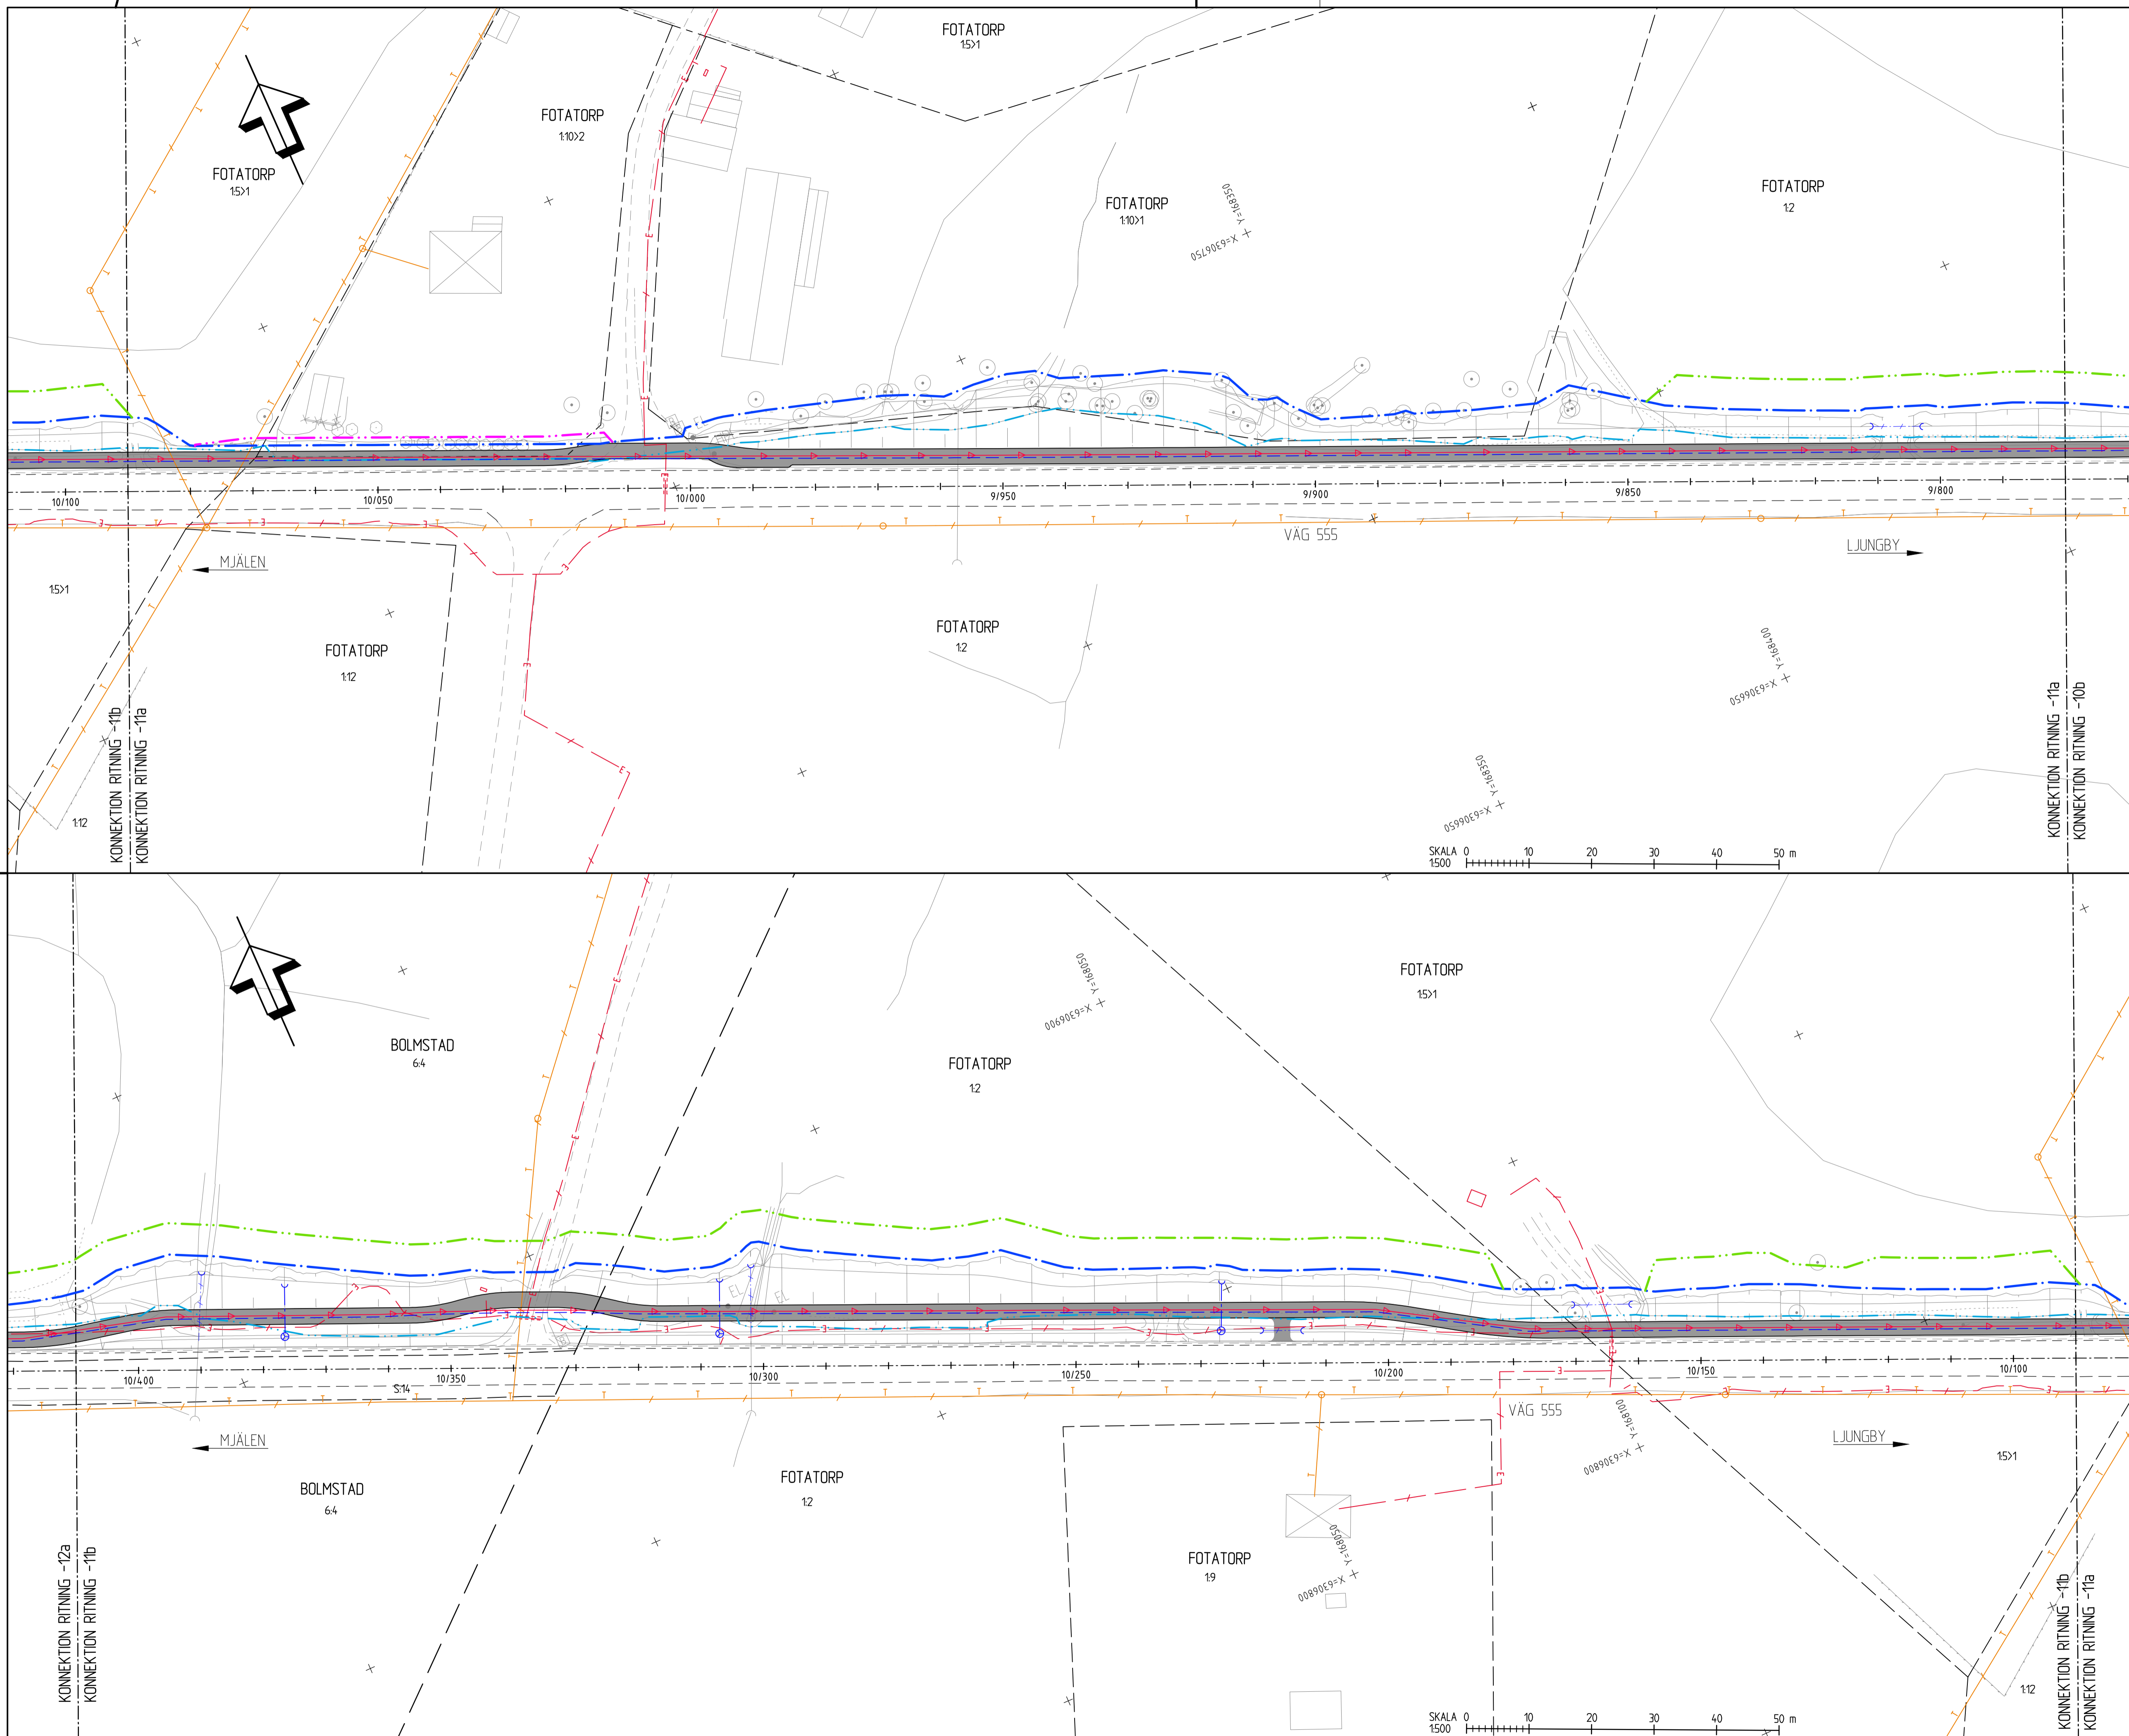 FOTATORP
1:5>1
FOTATORP
1:10>2
FOTATORP
1:5>1
FOTATORP
1:10>1
Y=168350
X=6306750
FOTATORP
1:2
10/100
10/050
10/000
9/950
9/900
9/850
9/800
VÄG 555
MJÄLEN
LJUNGBY
1:5>1
FOTATORP
1:12
FOTATORP
1:2
Y=168400
X=6306650
Y=168350
X=6306650
1:12
KONNEKTION RITNING -11b
KONNEKTION RITNING -11a
KONNEKTION RITNING -11a
KONNEKTION RITNING -10b
SKALA 0 10 20 30 40 50 m
1:500
BOLMSTAD
6:4
FOTATORP
1:2
Y=168050
X=6306900
FOTATORP
1:5>1
EL
EL
10/400
10/350
10/300
10/250
10/200
10/150
10/100
S:14
VÄG 555
MJÄLEN
LJUNGBY
Y=168100
X=6306800
1:5>1
BOLMSTAD
6:4
FOTATORP
1:2
FOTATORP
1:9
Y=168050
X=6306800
1:12
KONNEKTION RITNING -12a
KONNEKTION RITNING -11b
KONNEKTION RITNING -11b
KONNEKTION RITNING -11a
SKALA 0 10 20 30 40 50 m
1:500